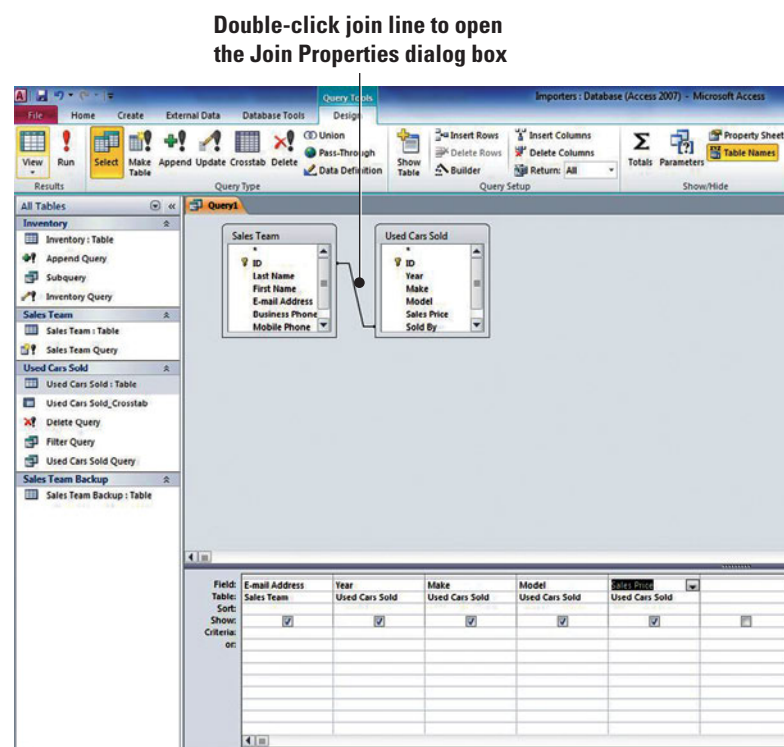 Double-click join line to open
the Join Properties dialog box
Query Tools
Importers : Database (Access 2007) - Microsoft Access
File Home Create External Data Database Tools Design
View Run Select Make Table Append Update Crosstab Delete
Union
Pass-Through
Data Definition
Show Table
Insert Rows
Delete Rows
Builder
Insert Columns
Delete Columns
Return: All
Totals Parameters
Property Sheet
Table Names
Results Query Type Query Setup Show/Hide
All Tables
Inventory
Inventory : Table
Append Query
Subquery
Inventory Query
Sales Team
Sales Team : Table
Sales Team Query
Used Cars Sold
Used Cars Sold : Table
Used Cars Sold_Crosstab
Delete Query
Filter Query
Used Cars Sold Query
Sales Team Backup
Sales Team Backup : Table
Query1
Sales Team
*
ID
Last Name
First Name
E-mail Address
Business Phone
Mobile Phone
Used Cars Sold
*
ID
Year
Make
Model
Sales Price
Sold By
Field: E-mail Address Year Make Model Sales Price
Table: Sales Team Used Cars Sold Used Cars Sold Used Cars Sold Used Cars Sold
Sort:
Show:
Criteria:
or: